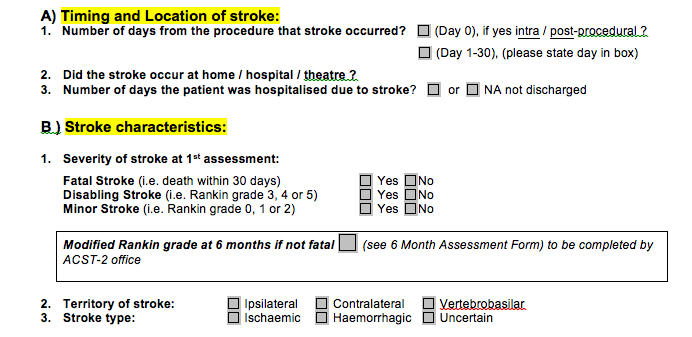 A) Timing and Location of stroke:
1. Number of days from the procedure that stroke occurred? (Day 0), if yes intra / post-procedural ?
(Day 1-30), (please state day in box)
2. Did the stroke occur at home / hospital / theatre ?
3. Number of days the patient was hospitalised due to stroke? or NA not discharged
B.) Stroke characteristics:
1. Severity of stroke at 1st assessment:
Fatal Stroke (i.e. death within 30 days) Yes No
Disabling Stroke (i.e. Rankin grade 3, 4 or 5) Yes No
Minor Stroke (i.e. Rankin grade 0, 1 or 2) Yes No
Modified Rankin grade at 6 months if not fatal (see 6 Month Assessment Form) to be completed by
ACST-2 office
2. Territory of stroke: Ipsilateral Contralateral Vertebrobasilar
3. Stroke type: Ischaemic Haemorrhagic Uncertain